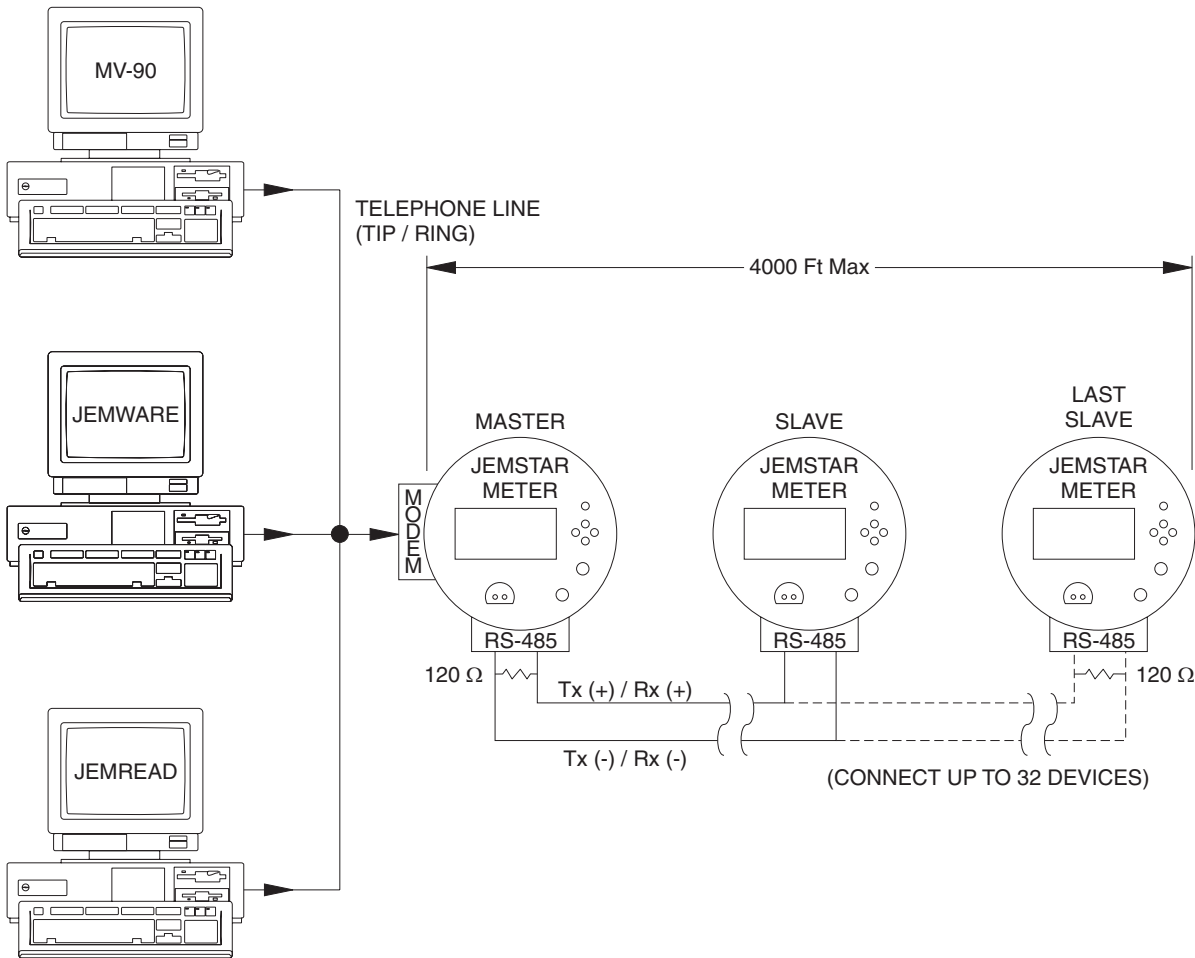 MV-90
TELEPHONE LINE
(TIP / RING)
4000 Ft Max
JEMWARE
MODEM
MASTER
JEMSTAR
METER
RS-485
SLAVE
JEMSTAR
METER
RS-485
LAST
SLAVE
JEMSTAR
METER
RS-485
120 Ω
Tx (+) / Rx (+)
120 Ω
Tx (-) / Rx (-)
(CONNECT UP TO 32 DEVICES)
JEMREAD